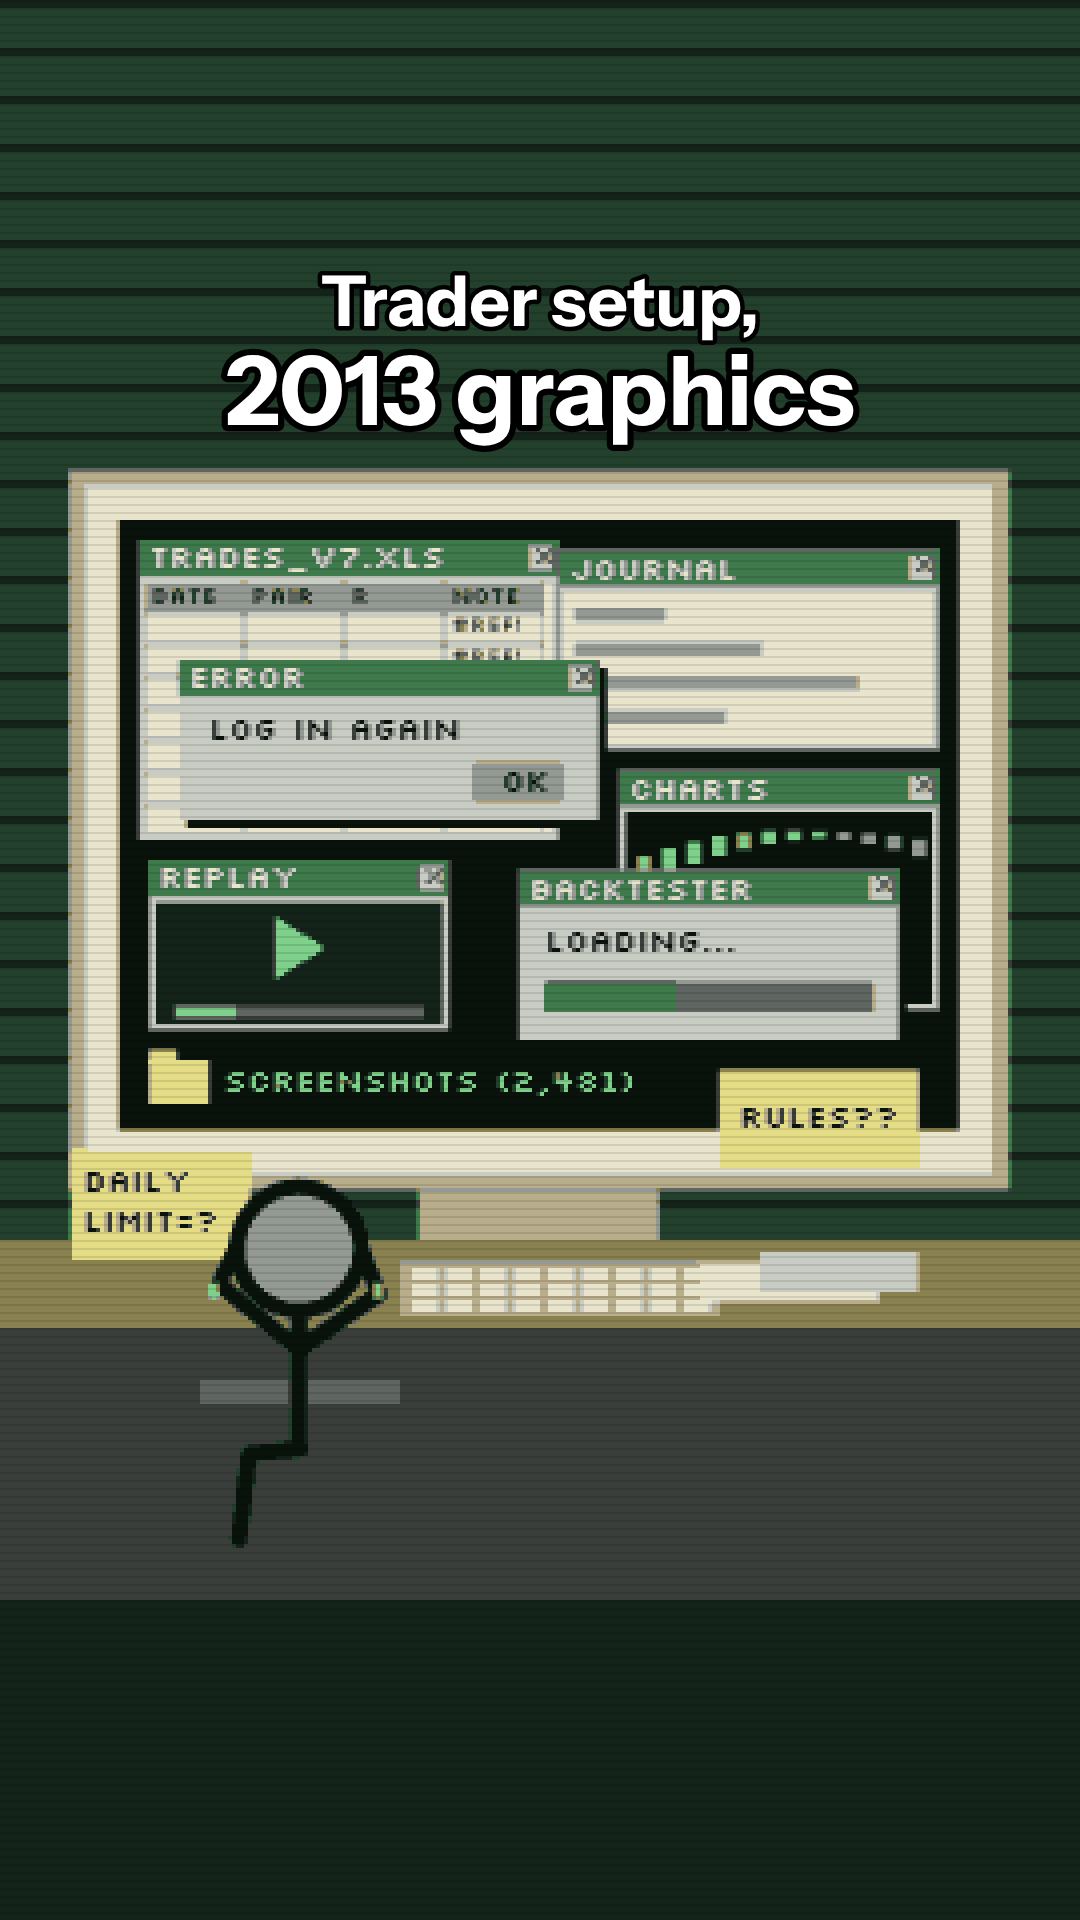 Trader setup,
2013 graphics
TRADES_V7.XLS
DATE PAIR R NOTE
#REF!
#REF!
JOURNAL
ERROR
LOG IN AGAIN
OK
CHARTS
REPLAY
BACKTESTER
LOADING...
SCREENSHOTS (2,481)
RULES??
DAILY
LIMIT=?